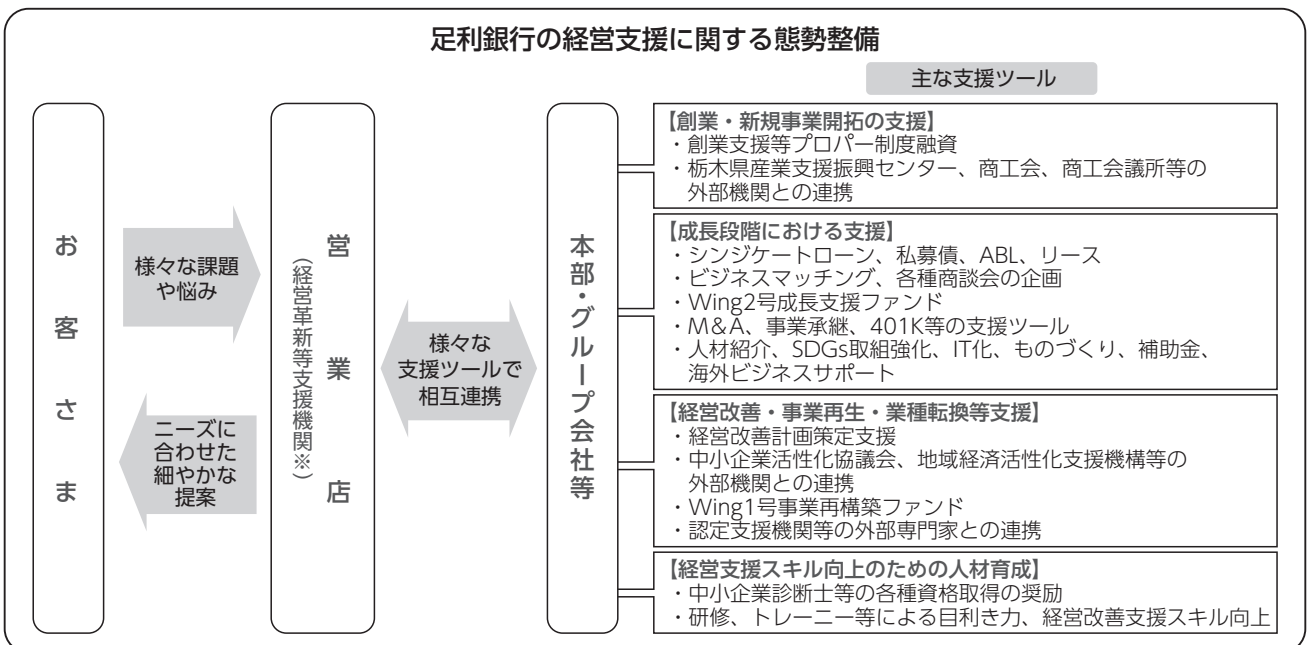 足利銀行の経営支援に関する態勢整備
主な支援ツール
お客さま
様々な課題
や悩み
ニーズに
合わせた
細やかな
提案
営業店
(経営革新等支援機関※)
様々な
支援ツールで
相互連携
本部・グループ会社等
【創業・新規事業開拓の支援】
・創業支援等プロパー制度融資
・栃木県産業支援振興センター、商工会、商工会議所等の
外部機関との連携
【成長段階における支援】
・シンジケートローン、私募債、ABL、リース
・ビジネスマッチング、各種商談会の企画
・Wing2号成長支援ファンド
・M&A、事業承継、401K等の支援ツール
・人材紹介、SDGs取組強化、IT化、ものづくり、補助金、
海外ビジネスサポート
【経営改善・事業再生・業種転換等支援】
・経営改善計画策定支援
・中小企業活性化協議会、地域経済活性化支援機構等の
外部機関との連携
・Wing1号事業再構築ファンド
・認定支援機関等の外部専門家との連携
【経営支援スキル向上のための人材育成】
・中小企業診断士等の各種資格取得の奨励
・研修、トレーニー等による目利き力、経営改善支援スキル向上